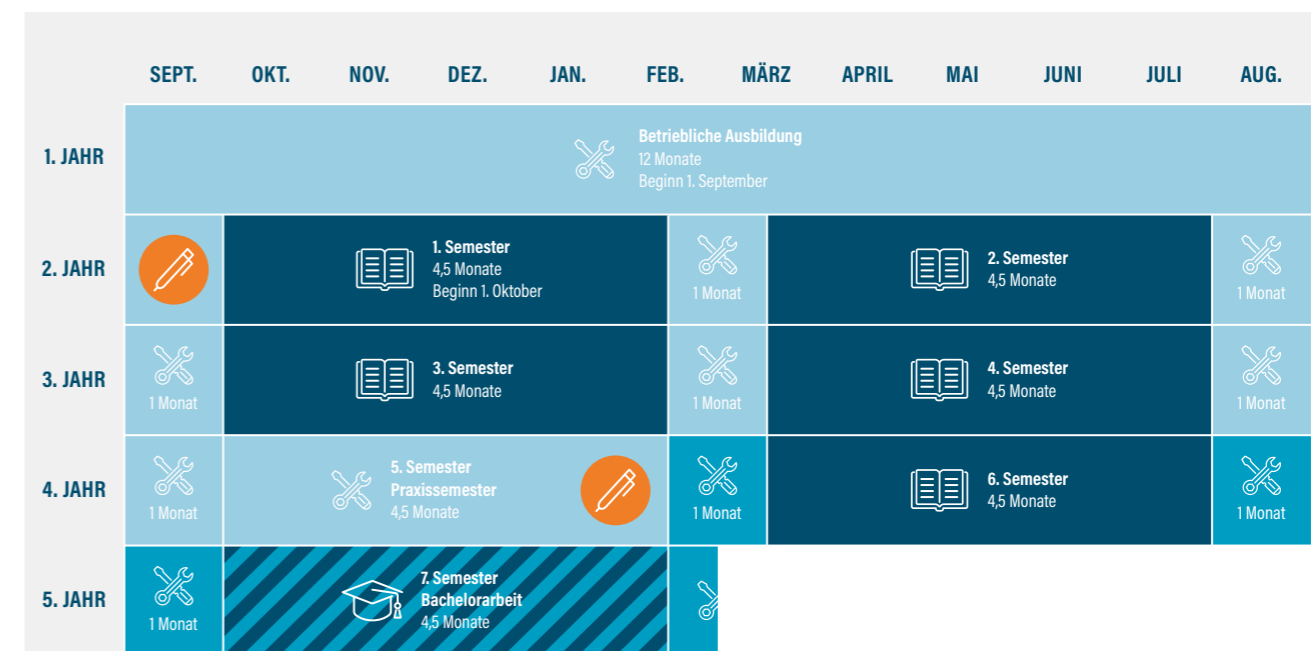 SEPT. OKT. NOV. DEZ. JAN. FEB. MÄRZ APRIL MAI JUNI JULI AUG.
1. JAHR
Betriebliche Ausbildung
12 Monate
Beginn 1. September
2. JAHR
1. Semester
4,5 Monate
Beginn 1. Oktober
1 Monat
2. Semester
4,5 Monate
1 Monat
3. JAHR
1 Monat
3. Semester
4,5 Monate
1 Monat
4. Semester
4,5 Monate
1 Monat
4. JAHR
1 Monat
5. Semester
Praxissemester
4,5 Monate
1 Monat
6. Semester
4,5 Monate
1 Monat
5. JAHR
1 Monat
7. Semester
Bachelorarbeit
4,5 Monate